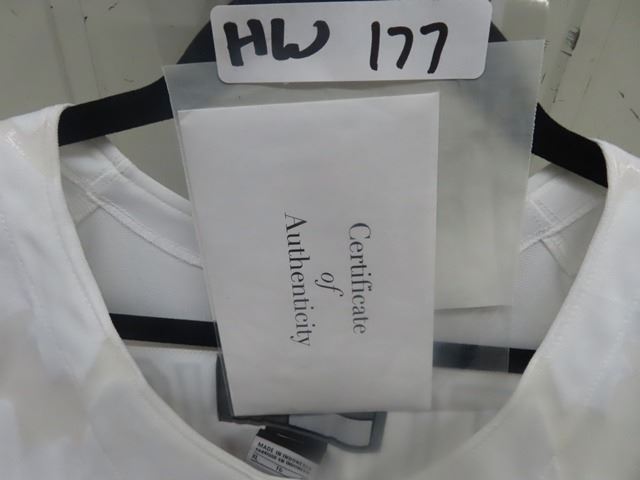 HW 177
Certificate
of
Authenticity
MADE IN INDONESIA